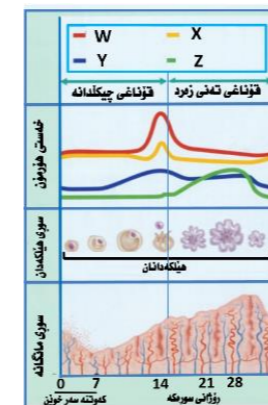 W X
Y Z
قۆناغی چیکڵدانە قۆناغی تەنی زەرد
خەستی هۆرمۆن
سوڕی هێلکەدان
هێلکەدانان
سوڕی مانگانە
0 7 14 21 28
کەوتنە سەر خوێن
ڕۆژانی سوڕەکە